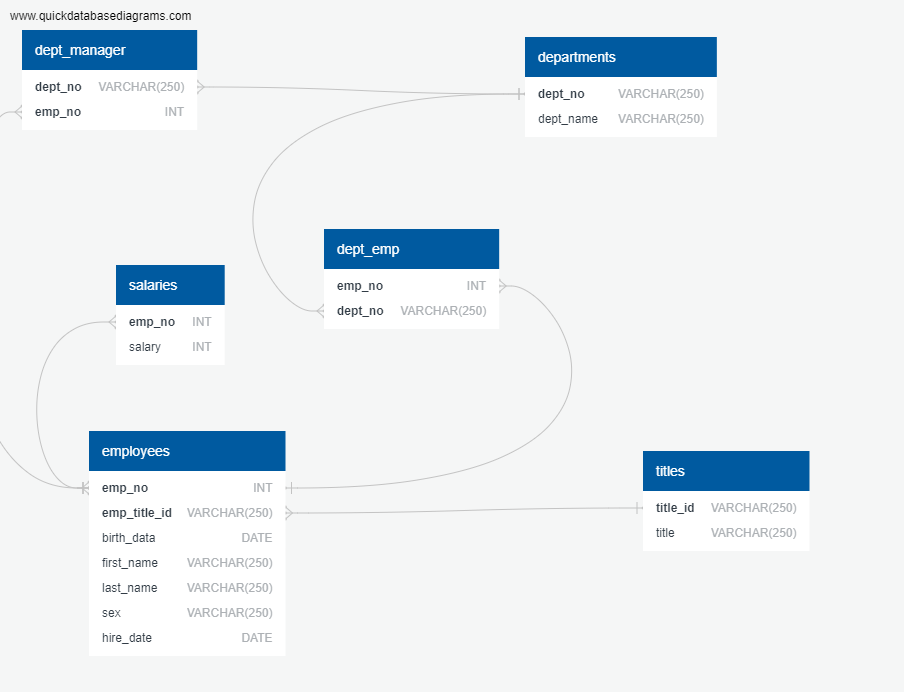 www.quickdatabasediagrams.com
dept_manager
dept_no VARCHAR(250)
emp_no INT
departments
dept_no VARCHAR(250)
dept_name VARCHAR(250)
dept_emp
emp_no INT
dept_no VARCHAR(250)
salaries
emp_no INT
salary INT
employees
emp_no INT
emp_title_id VARCHAR(250)
birth_data DATE
first_name VARCHAR(250)
last_name VARCHAR(250)
sex VARCHAR(250)
hire_date DATE
titles
title_id VARCHAR(250)
title VARCHAR(250)